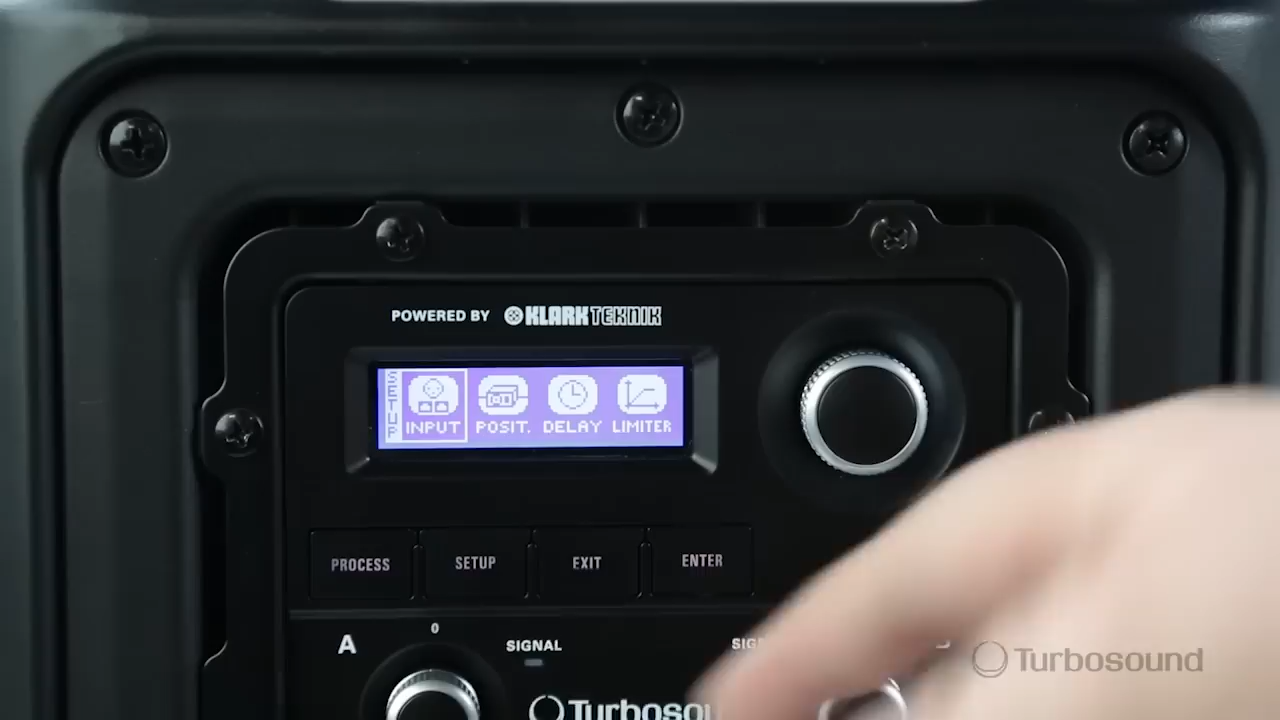 POWERED BY KLARK TEKNIK
SETUP
INPUT POSIT. DELAY LIMITER
PROCESS SETUP EXIT ENTER
0
A SIGNAL
Turbosound